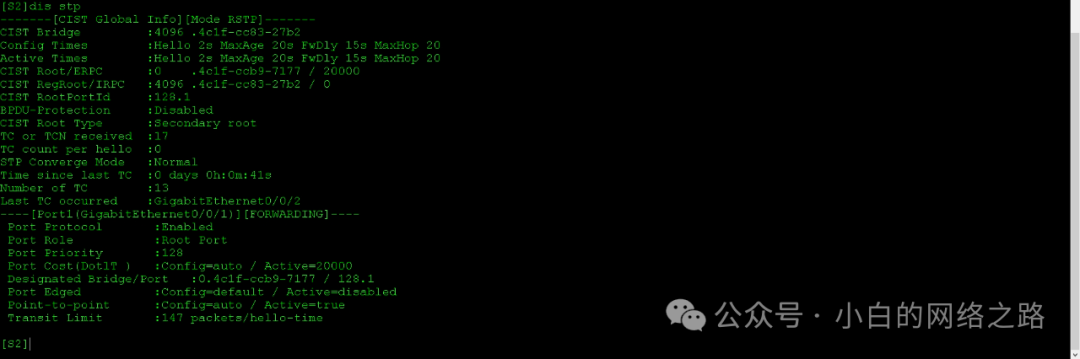 [S2]dis stp
-------[CIST Global Info][Mode RSTP]-------
CIST Bridge         :4096 .4c1f-cc83-27b2
Config Times        :Hello 2s MaxAge 20s FwDly 15s MaxHop 20
Active Times        :Hello 2s MaxAge 20s FwDly 15s MaxHop 20
CIST Root/ERPC      :0    .4c1f-ccb9-7177 / 20000
CIST RegRoot/IRPC   :4096 .4c1f-cc83-27b2 / 0
CIST RootPortId     :128.1
BPDU-Protection     :Disabled
CIST Root Type      :Secondary root
TC or TCN received  :17
TC count per hello  :0
STP Converge Mode   :Normal
Time since last TC  :0 days 0h:0m:41s
Number of TC        :13
Last TC occurred    :GigabitEthernet0/0/2
----[Port1(GigabitEthernet0/0/1)][FORWARDING]----
 Port Protocol       :Enabled
 Port Role           :Root Port
 Port Priority       :128
 Port Cost(Dot1T )   :Config=auto / Active=20000
 Designated Bridge/Port   :0.4c1f-ccb9-7177 / 128.1
 Port Edged          :Config=default / Active=disabled
 Point-to-point      :Config=auto / Active=true
 Transit Limit       :147 packets/hello-time
公众号 · 小白的网络之路
[S2]